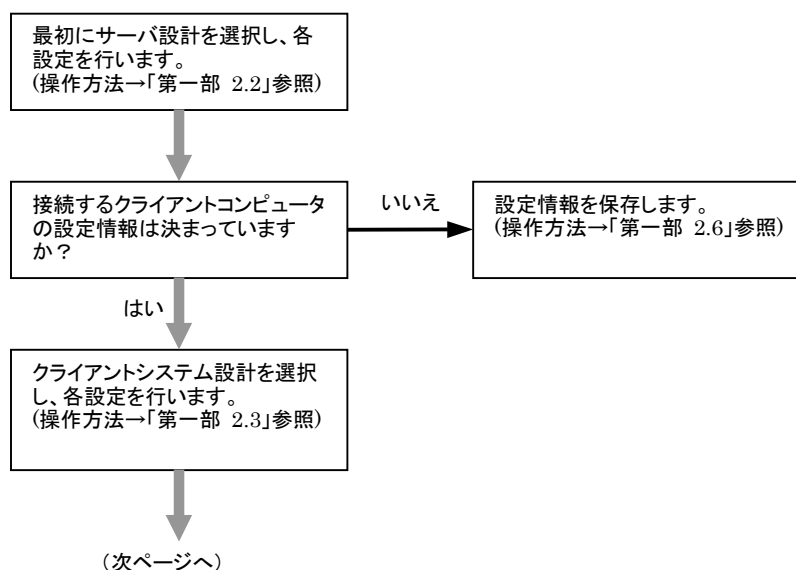 最初にサーバ設計を選択し、各
設定を行います。
(操作方法→「第一部 2.2」参照)
接続するクライアントコンピュータ
の設定情報は決まっています
か？
いいえ
設定情報を保存します。
(操作方法→「第一部 2.6」参照)
はい
クライアントシステム設計を選択
し、各設定を行います。
(操作方法→「第一部 2.3」参照)
（次ページへ）